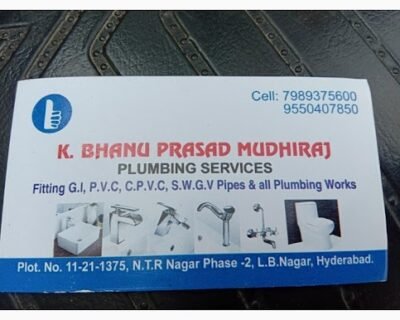 Cell: 7989375600
9550407850
K. BHANU PRASAD MUDHIRAJ
PLUMBING SERVICES
Fitting G.I, P.V.C, C.P.V.C, S.W.G.V Pipes & all Plumbing Works
Plot. No. 11-21-1375, N.T.R Nagar Phase -2, L.B.Nagar, Hyderabad.